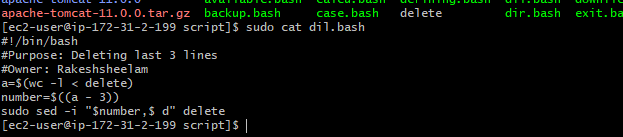 apache-tomcat-11.0.0.tar.gz backup.bash case.bash delete dir.bash exit.bash
[ec2-user@ip-172-31-2-199 script]$ sudo cat dil.bash
#!/bin/bash
#Purpose: Deleting last 3 lines
#Owner: Rakeshsheelam
a=$(wc -l < delete)
number=$((a - 3))
sudo sed -i "$number,$ d" delete
[ec2-user@ip-172-31-2-199 script]$